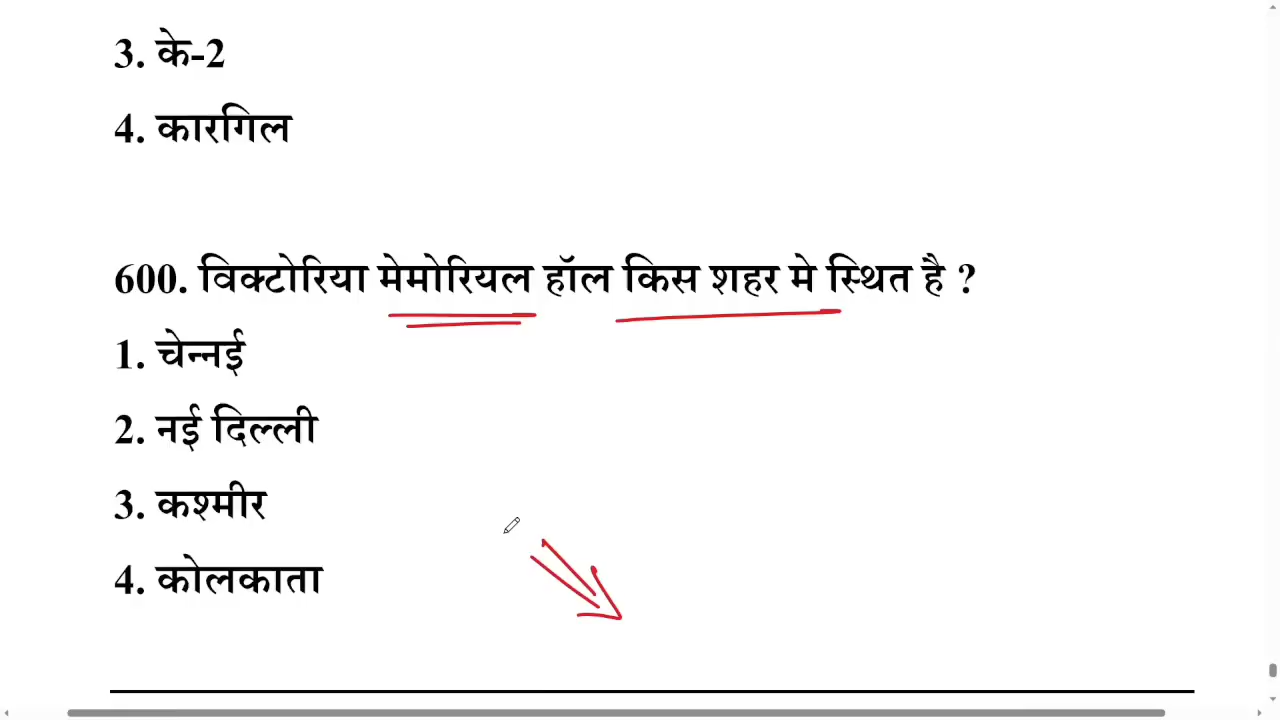 3. के-2
4. कारगिल
600. विक्टोरिया मेमोरियल हॉल किस शहर मे स्थित है ?
1. चेन्नई
2. नई दिल्ली
3. कश्मीर
4. कोलकाता